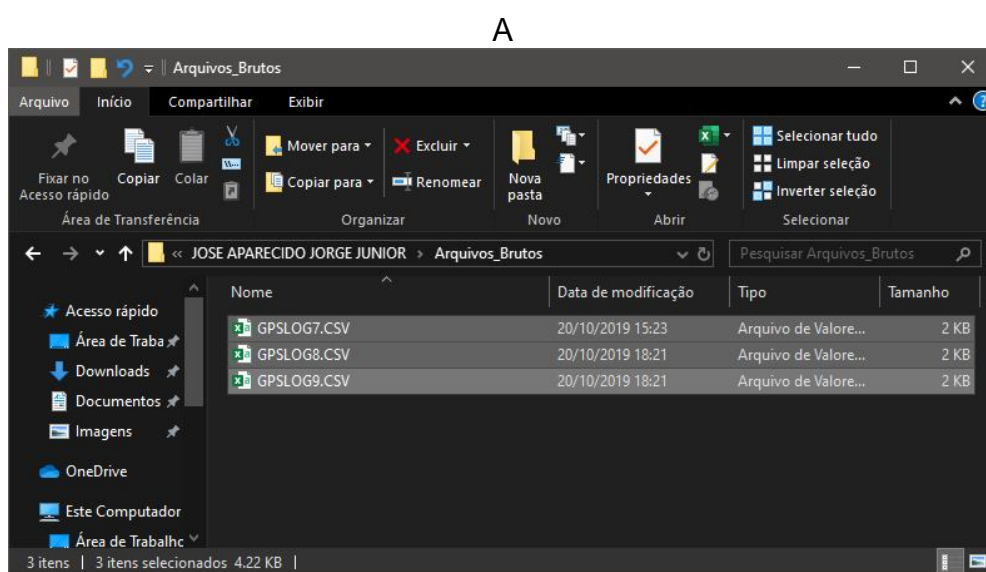 A
Arquivos_Brutos
Arquivo Início Compartilhar Exibir
Fixar no Acesso rápido
Copiar
Colar
Mover para
Copiar para
Excluir
Renomear
Nova pasta
Propriedades
Selecionar tudo
Limpar seleção
Inverter seleção
Área de Transferência Organizar Novo Abrir Selecionar
« JOSE APARECIDO JORGE JUNIOR > Arquivos_Brutos
Pesquisar Arquivos_Brutos
Nome Data de modificação Tipo Tamanho
GPSLOG7.CSV 20/10/2019 15:23 Arquivo de Valore... 2 KB
GPSLOG8.CSV 20/10/2019 18:21 Arquivo de Valore... 2 KB
GPSLOG9.CSV 20/10/2019 18:21 Arquivo de Valore... 2 KB
Acesso rápido
Área de Traba
Downloads
Documentos
Imagens
OneDrive
Este Computador
Área de Trabalhc
3 itens | 3 itens selecionados 4.22 KB |